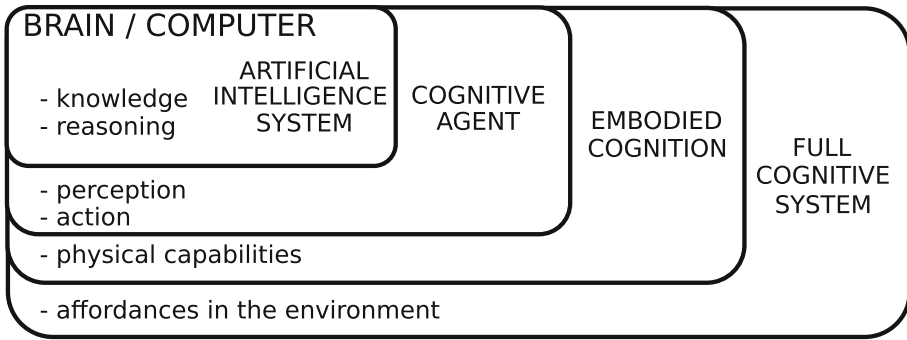 BRAIN / COMPUTER
- knowledge
- reasoning
ARTIFICIAL
INTELLIGENCE
SYSTEM
COGNITIVE
AGENT
EMBODIED
COGNITION
FULL
COGNITIVE
SYSTEM
- perception
- action
- physical capabilities
- affordances in the environment